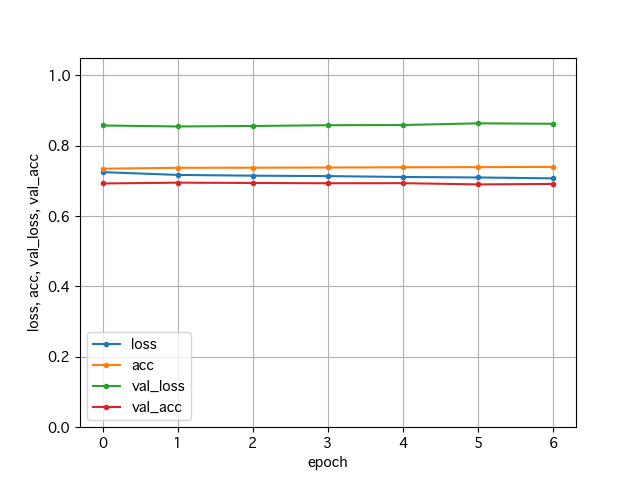 1.0
0.8
0.6
0.4
0.2
0.0
loss, acc, val_loss, val_acc
loss
acc
val_loss
val_acc
0 1 2 3 4 5 6
epoch